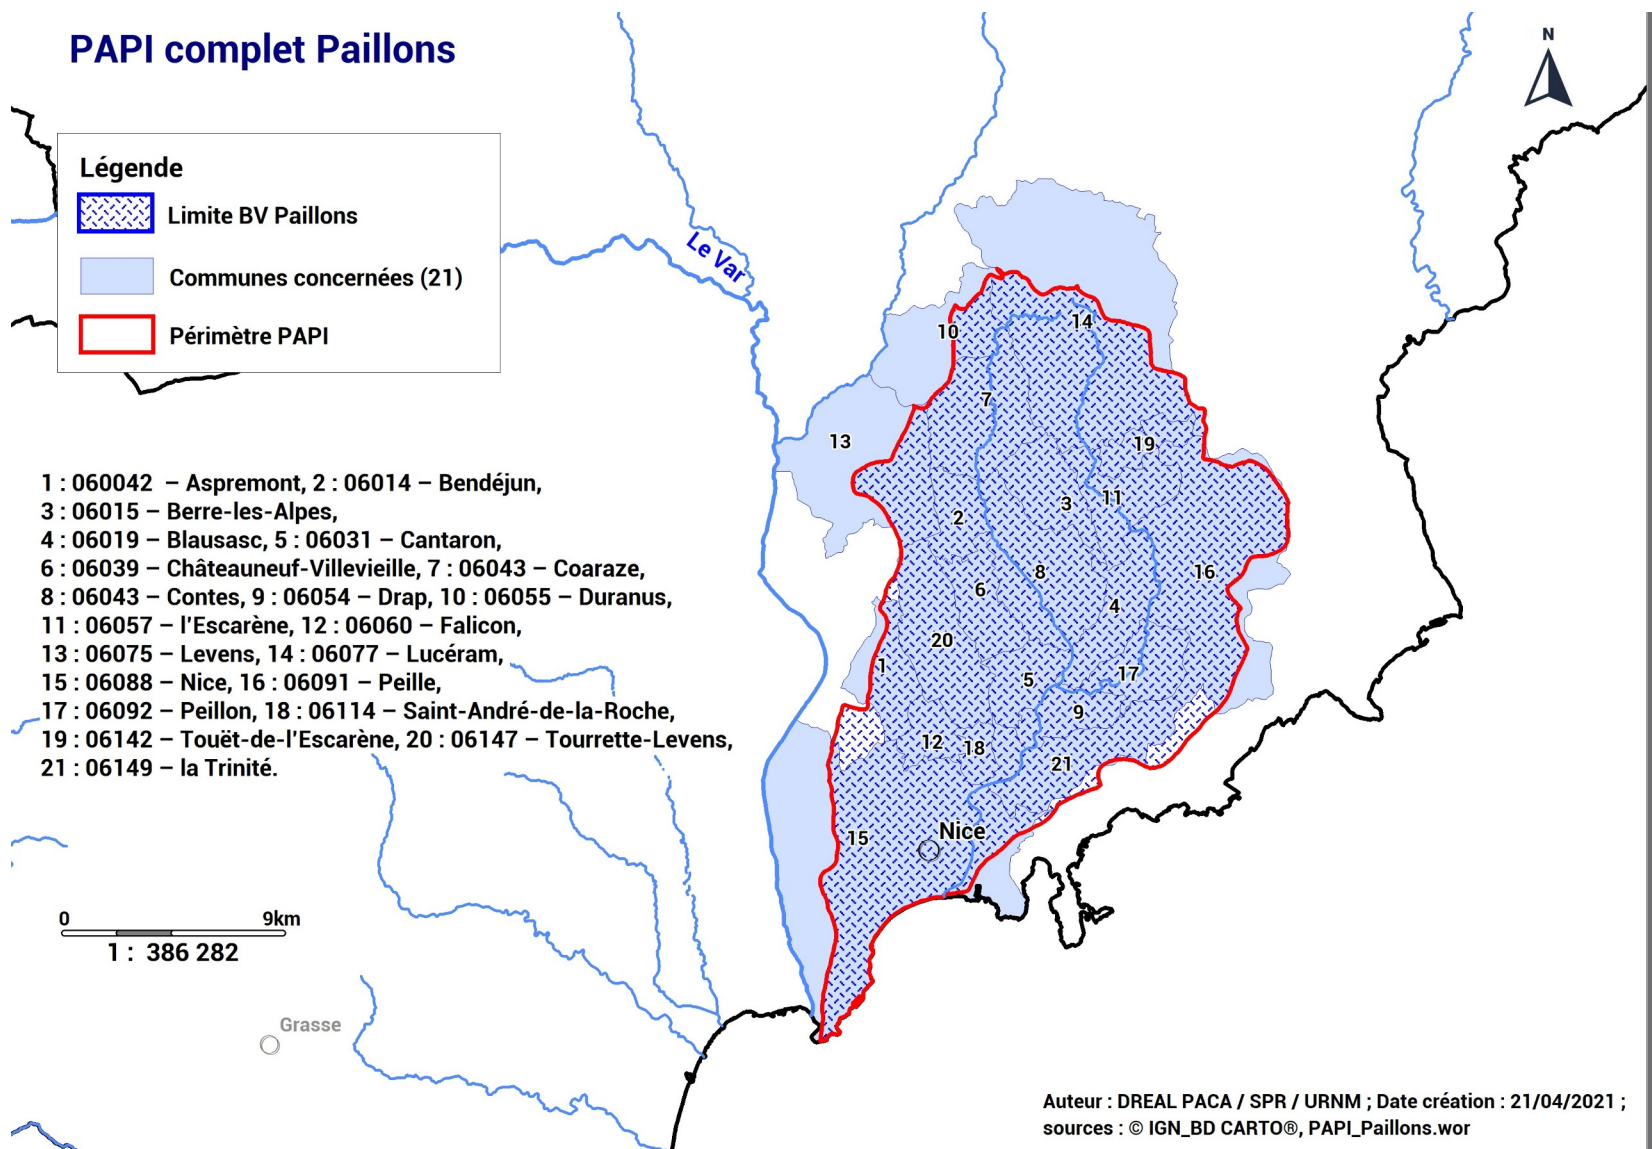 PAPI complet Paillons
N
Légende
Limite BV Paillons
Communes concernées (21)
Périmètre PAPI
Le Var
10
14
7
13
19
11
3
2
8
16
6
4
20
1
17
5
9
12
18
21
15
Nice
1 : 060042 – Aspremont, 2 : 06014 – Bendéjun,
3 : 06015 – Berre-les-Alpes,
4 : 06019 – Blausasc, 5 : 06031 – Cantaron,
6 : 06039 – Châteauneuf-Villevieille, 7 : 06043 – Coaraze,
8 : 06043 – Contes, 9 : 06054 – Drap, 10 : 06055 – Duranus,
11 : 06057 – l'Escarène, 12 : 06060 – Falicon,
13 : 06075 – Levens, 14 : 06077 – Lucéram,
15 : 06088 – Nice, 16 : 06091 – Peille,
17 : 06092 – Peillon, 18 : 06114 – Saint-André-de-la-Roche,
19 : 06142 – Touët-de-l'Escarène, 20 : 06147 – Tourrette-Levens,
21 : 06149 – la Trinité.
0 9km
1 : 386 282
Grasse
Auteur : DREAL PACA / SPR / URNM ; Date création : 21/04/2021 ;
sources : © IGN_BD CARTO®, PAPI_Paillons.wor